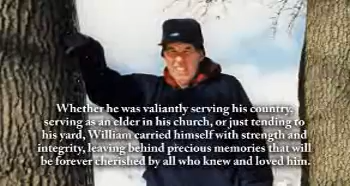 Whether he was valiantly serving his country,
serving as an elder in his church, or just tending to
his yard, William carried himself with strength and
integrity, leaving behind precious memories that will
be forever cherished by all who knew and loved him.